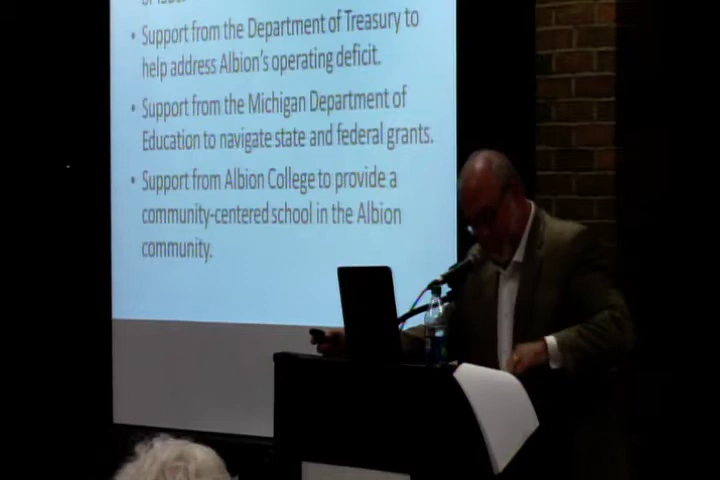 • Support from the Department of Treasury to
help address Albion's operating deficit.
• Support from the Michigan Department of
Education to navigate state and federal grants.
• Support from Albion College to provide a
community-centered school in the Albion
community.